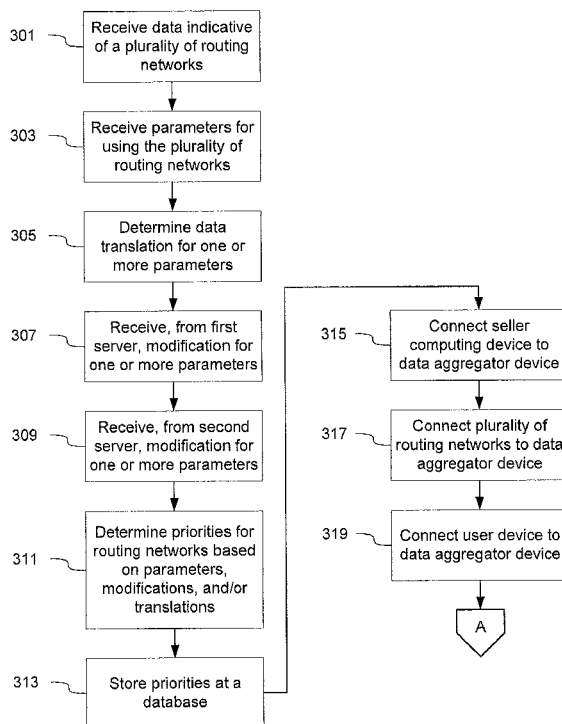 301
Receive data indicative
of a plurality of routing
networks
303
Receive parameters for
using the plurality of
routing networks
305
Determine data
translation for one or
more parameters
307
Receive, from first
server, modification for
one or more parameters
309
Receive, from second
server, modification for
one or more parameters
311
Determine priorities for
routing networks based
on parameters,
modifications, and/or
translations
313
Store priorities at a
database
315
Connect seller
computing device to
data aggregator device
317
Connect plurality of
routing networks to data
aggregator device
319
Connect user device to
data aggregator device
A